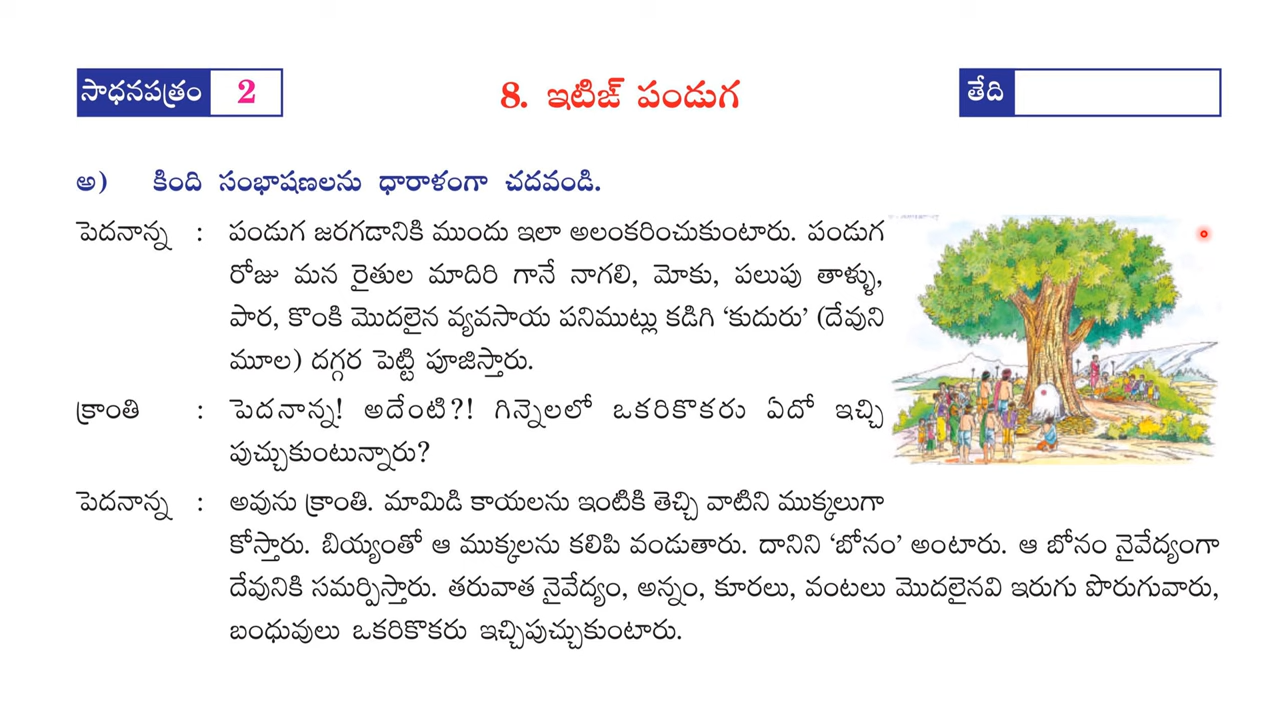 సాధనపత్రం 2 8. ఇటిజ్ పండుగ తేది
అ) కింది సంభాషణలను ధారాళంగా చదవండి.
పెదనాన్న : పండుగ జరగడానికి ముందు ఇలా అలంకరించుకుంటారు. పండుగ
రోజు మన రైతుల మాదిరి గానే నాగలి, మోకు, పలుపు తాళ్ళు,
పార, కొంకి మొదలైన వ్యవసాయ పనిముట్లు కడిగి ‘కుదురు’ (దేవుని
మూల) దగ్గర పెట్టి పూజిస్తారు.
క్రాంతి : పెదనాన్న! అదేంటి?! గిన్నెలలో ఒకరికొకరు ఏదో ఇచ్చి
పుచ్చుకుంటున్నారు?
పెదనాన్న : అవును క్రాంతి. మామిడి కాయలను ఇంటికి తెచ్చి వాటిని ముక్కలుగా
కోస్తారు. బియ్యంతో ఆ ముక్కలను కలిపి వండుతారు. దానిని ‘బోనం’ అంటారు. ఆ బోనం నైవేద్యంగా
దేవునికి సమర్పిస్తారు. తరువాత నైవేద్యం, అన్నం, కూరలు, వంటలు మొదలైనవి ఇరుగు పొరుగువారు,
బంధువులు ఒకరికొకరు ఇచ్చిపుచ్చుకుంటారు.